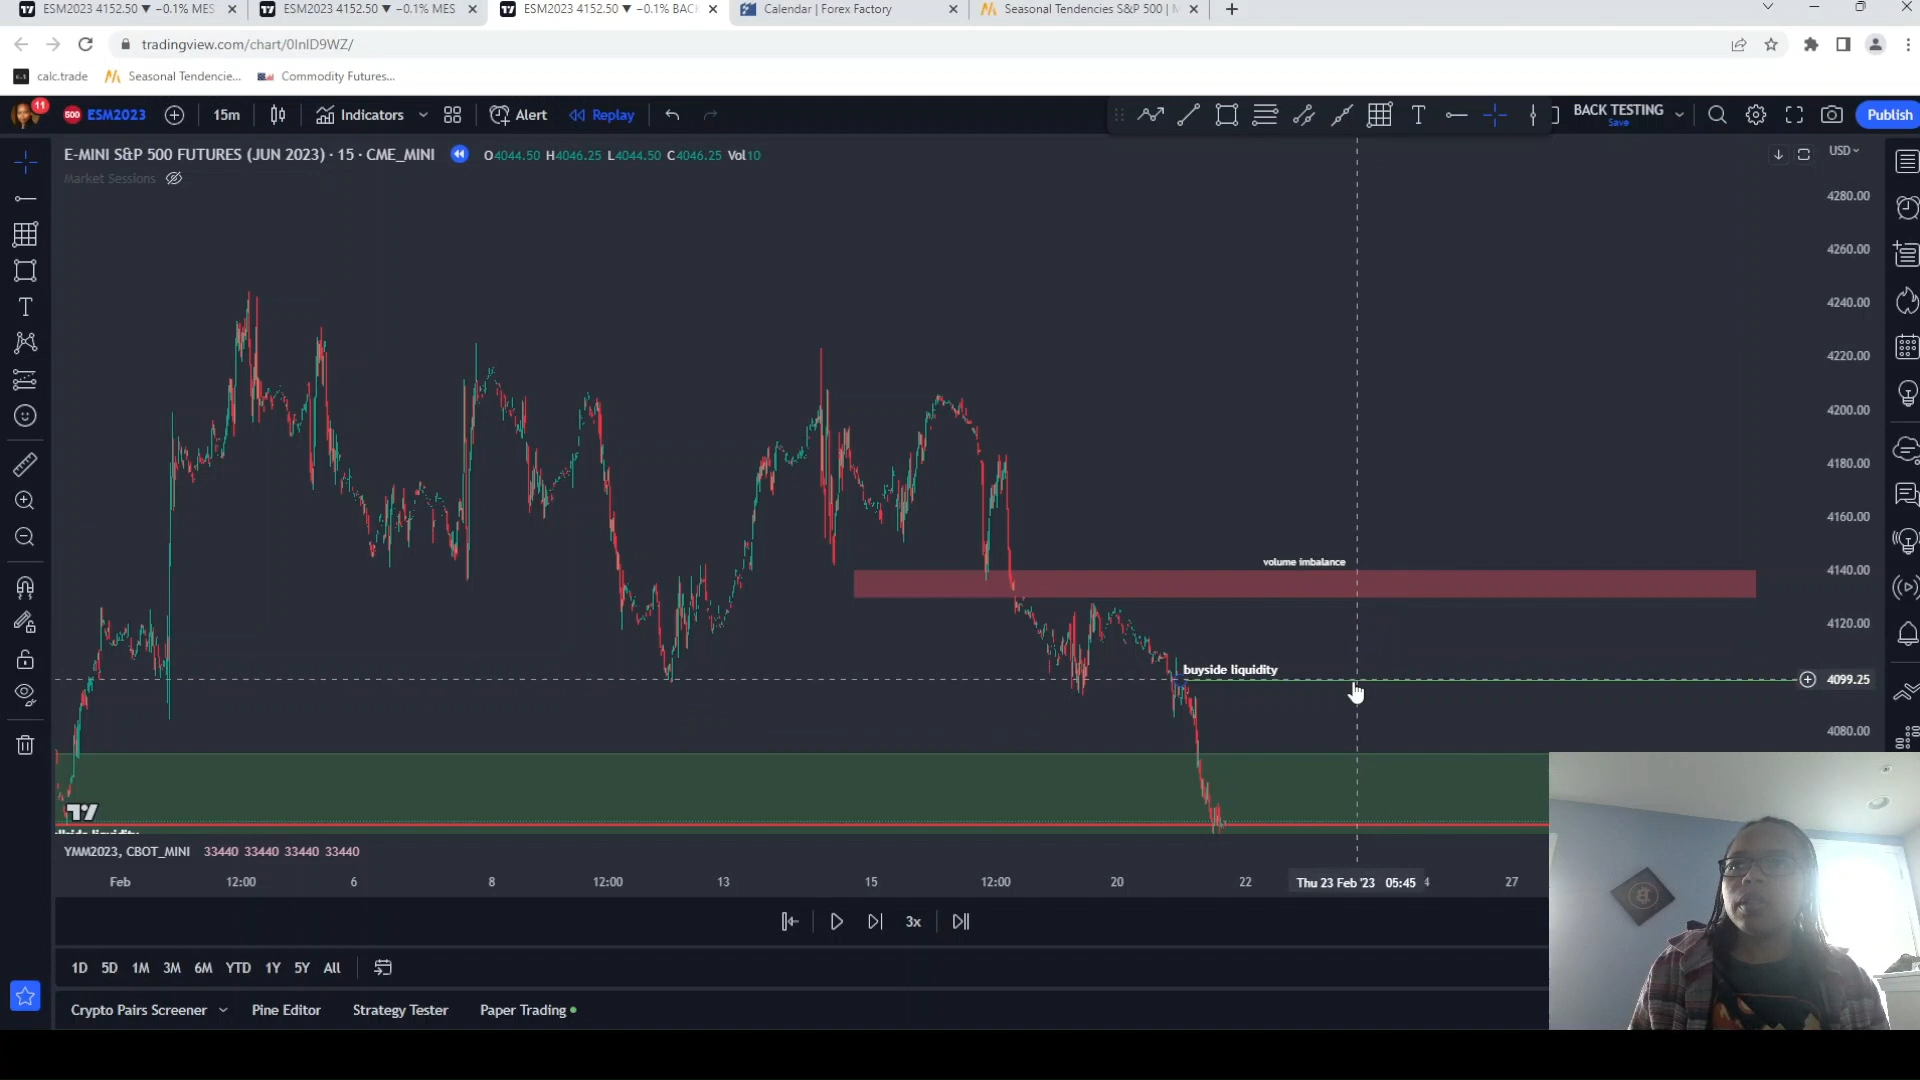 ESM2023 4152.50 ▼ −0.1% MES
ESM2023 4152.50 ▼ −0.1% MES
ESM2023 4152.50 ▼ −0.1% BAC
Calendar | Forex Factory
Seasonal Tendencies S&P 500 |
tradingview.com/chart/0InID9WZ/
calc.trade
Seasonal Tendencie...
Commodity Futures...
11
500
ESM2023
15m
Indicators
Alert
Replay
BACK TESTING
Save
Publish
E-MINI S&P 500 FUTURES (JUN 2023) · 15 · CME_MINI
O4044.50 H4046.25 L4044.50 C4046.25 Vol10
USD
Market Sessions
4280.00
4260.00
4240.00
4220.00
4200.00
4180.00
4160.00
volume imbalance
4140.00
4120.00
buyside liquidity
4099.25
4080.00
YMM2023, CBOT_MINI 33440 33440 33440 33440
Feb
12:00
6
8
12:00
13
15
12:00
20
22
Thu 23 Feb '23 05:45
4
27
3x
1D 5D 1M 3M 6M YTD 1Y 5Y All
Crypto Pairs Screener
Pine Editor
Strategy Tester
Paper Trading